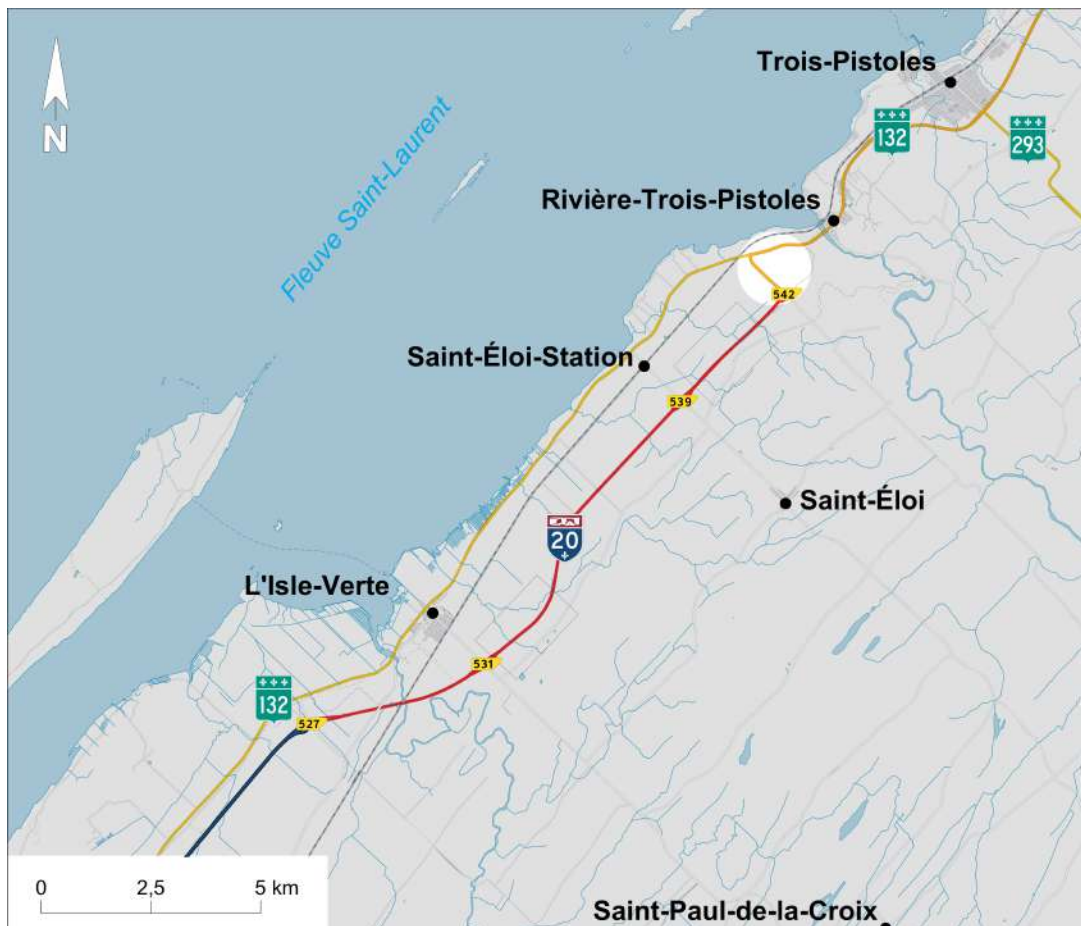 N
Trois-Pistoles
132
293
Rivière-Trois-Pistoles
Fleuve Saint-Laurent
542
Saint-Éloi-Station
539
Saint-Éloi
20
L'Isle-Verte
531
132
527
0 2,5 5 km
Saint-Paul-de-la-Croix